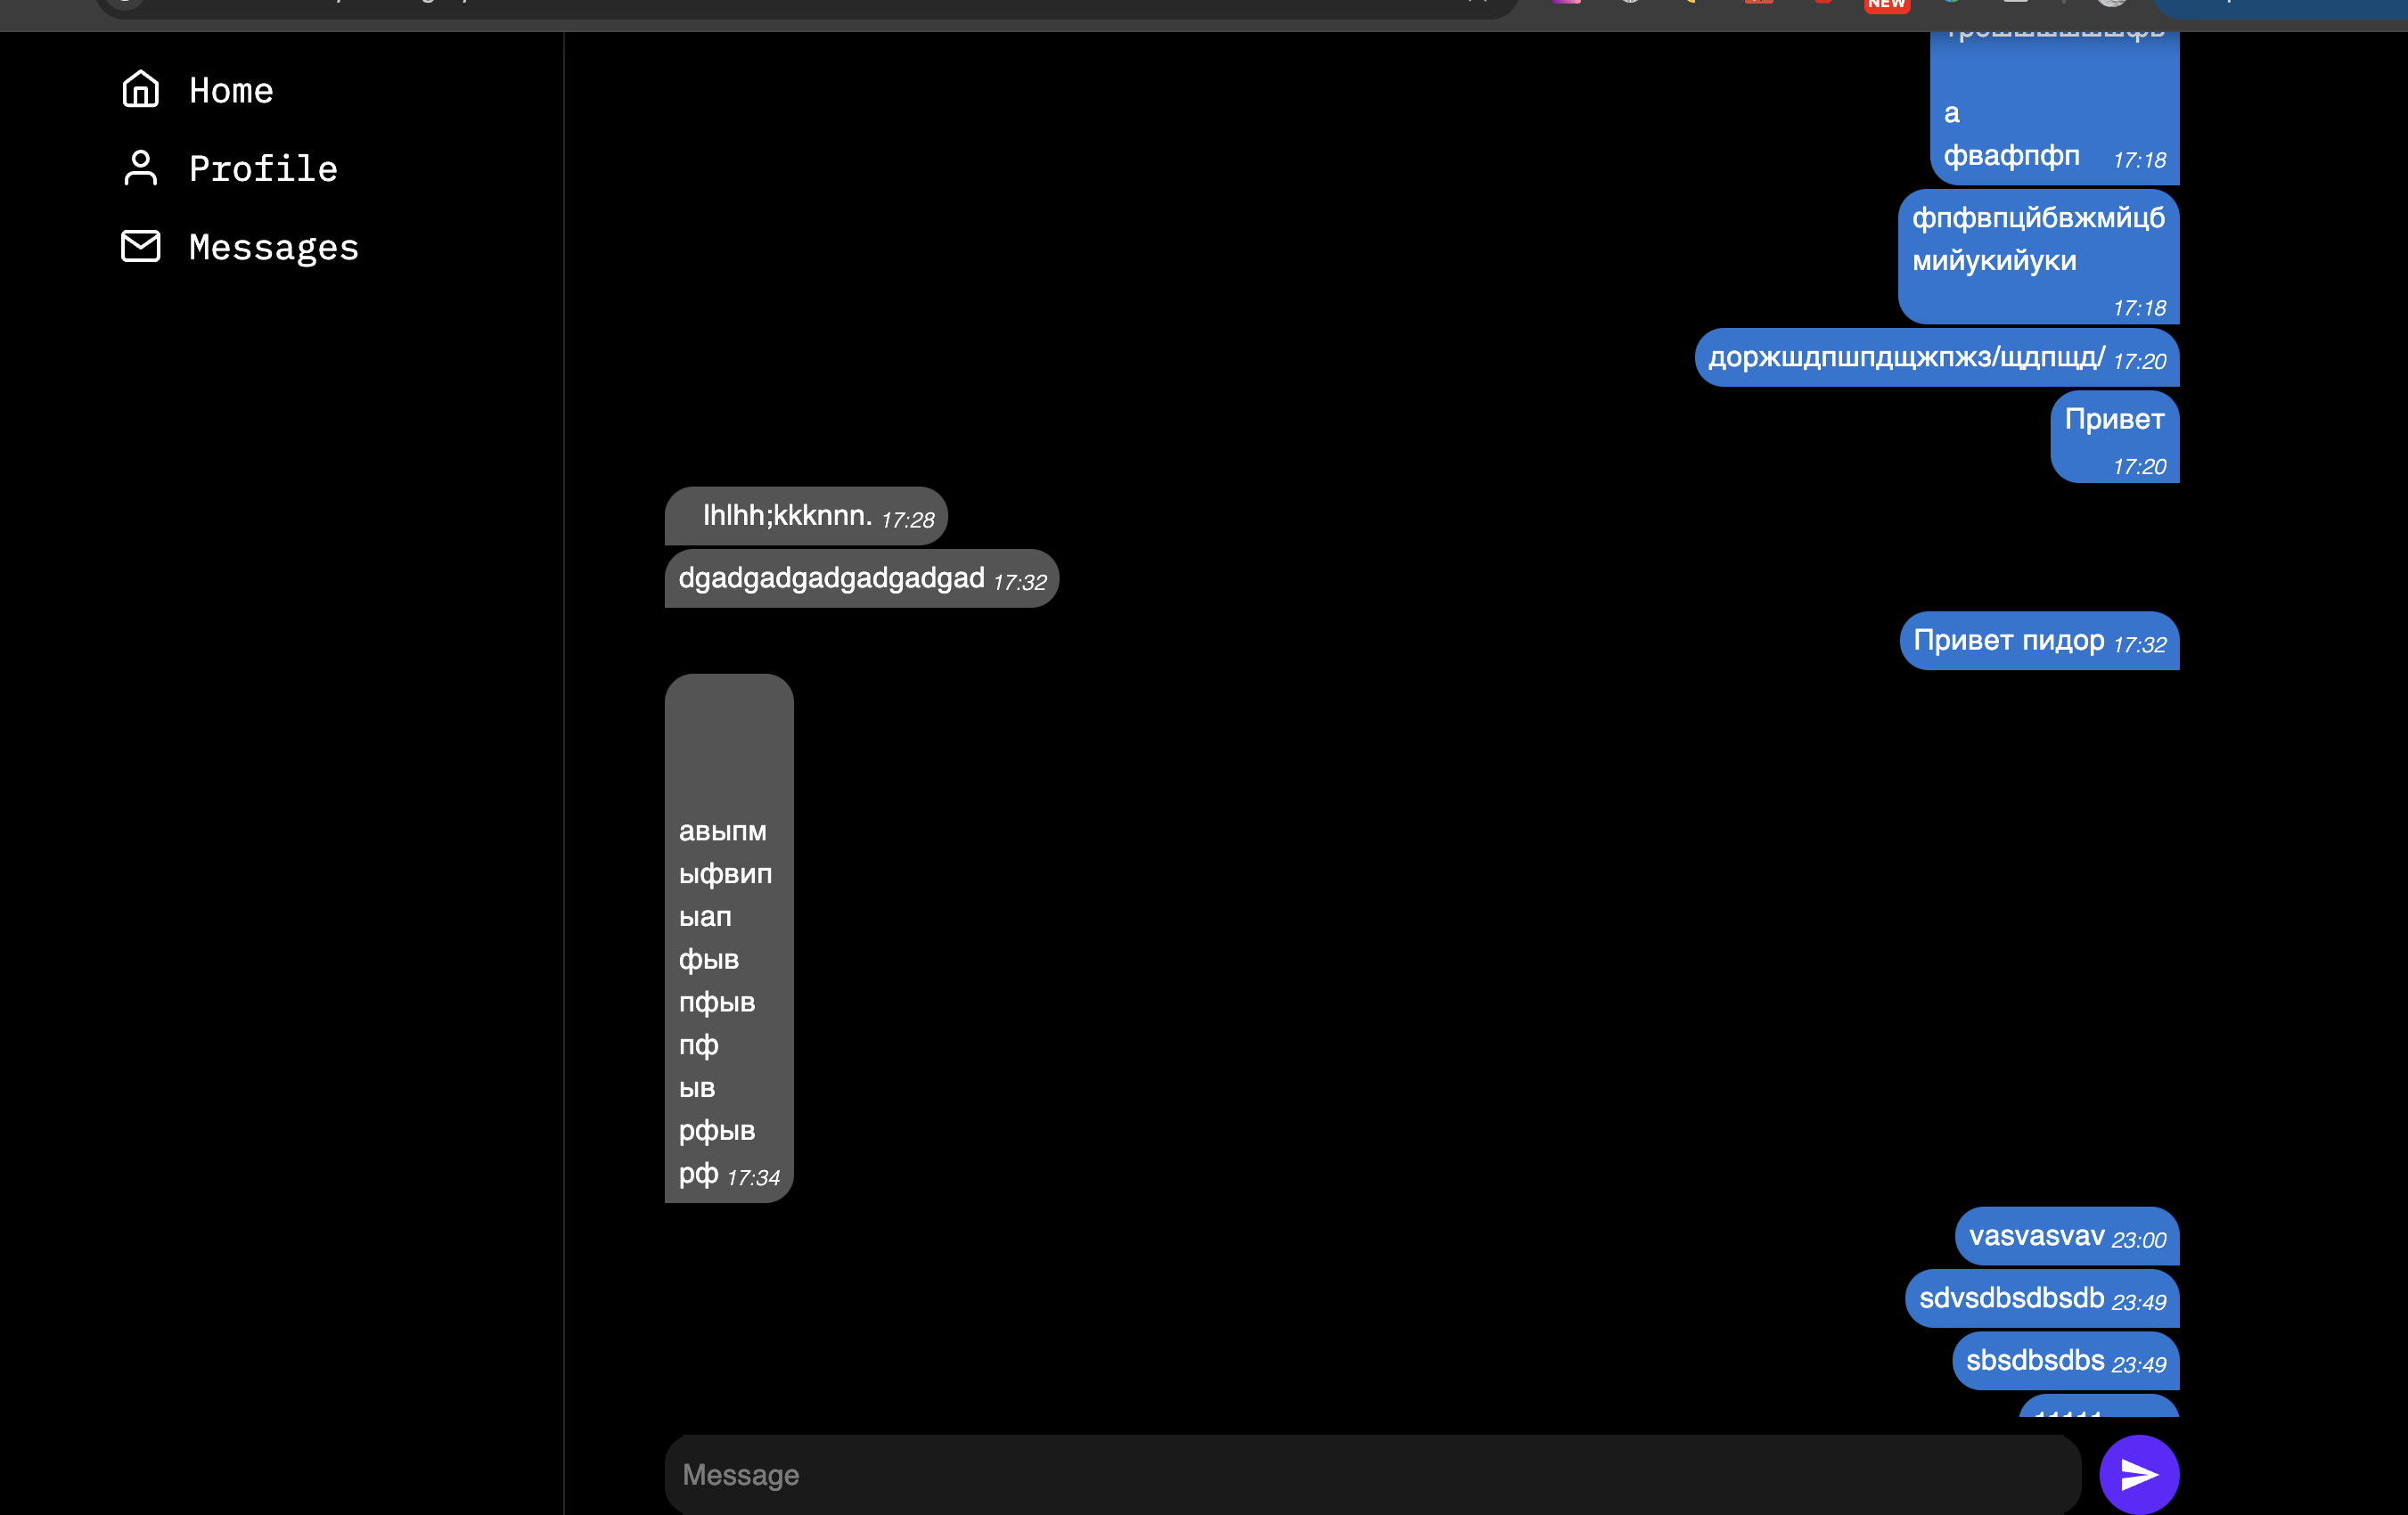 NEW
Home
Profile
Messages
а
фвафпфп 17:18
фпфвпцйбвжмйцб
мийукийуки
17:18
доржшдпшпдщжпжз/щдпщд/ 17:20
Привет
17:20
lhlhh;kkknnn. 17:28
dgadgadgadgadgadgad 17:32
Привет пидор 17:32
авыпм
ыфвип
ыап
фыв
пфыв
пф
ыв
рфыв
рф 17:34
vasvasvav 23:00
sdvsdbsdbsdb 23:49
sbsdbsdbs 23:49
Message